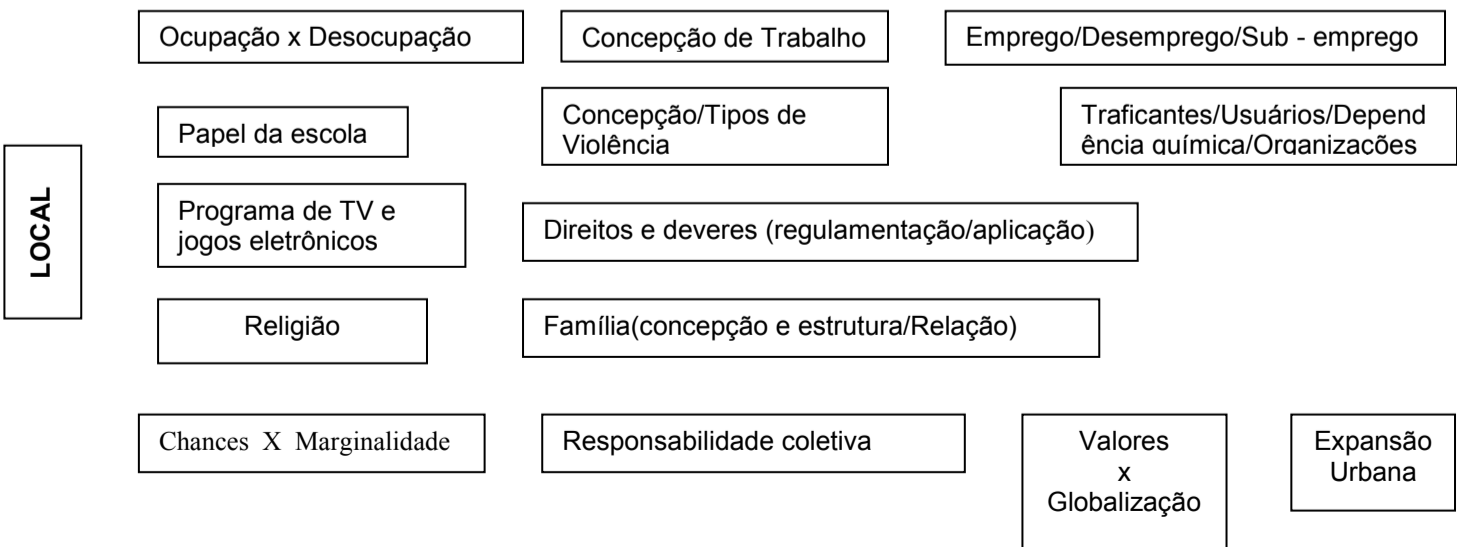 Ocupação x Desocupação
Concepção de Trabalho
Emprego/Desemprego/Sub - emprego
Papel da escola
Concepção/Tipos de
Violência
Traficantes/Usuários/Depend
ência química/Organizações
LOCAL
Programa de TV e
jogos eletrônicos
Direitos e deveres (regulamentação/aplicação)
Religião
Família(concepção e estrutura/Relação)
Chances X Marginalidade
Responsabilidade coletiva
Valores
x
Globalização
Expansão
Urbana